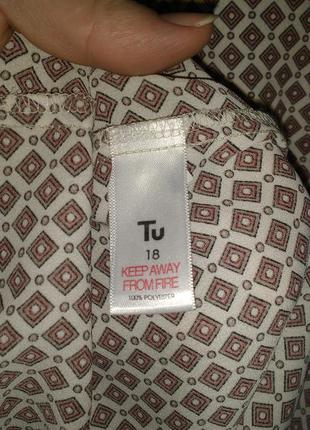 Tu
18
KEEP AWAY
FROM FIRE
100% POLYESTER